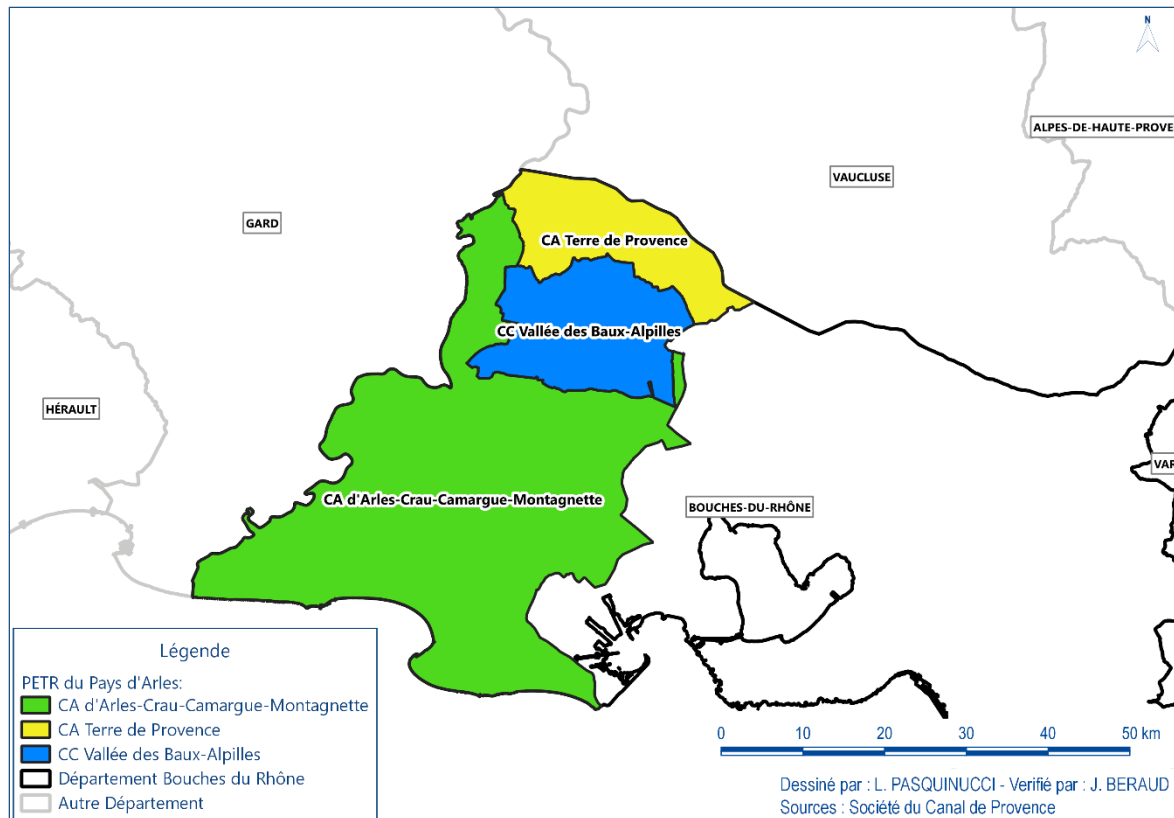 N
ALPES-DE-HAUTE-PROVE
VAUCLUSE
GARD
CA Terre de Provence
CC Vallée des Baux-Alpilles
HÉRAULT
VAR
CA d'Arles-Crau-Camargue-Montagnette
BOUCHES-DU-RHÔNE
Légende
PETR du Pays d'Arles:
CA d'Arles-Crau-Camargue-Montagnette
CA Terre de Provence
CC Vallée des Baux-Alpilles
Département Bouches du Rhône
Autre Département
0 10 20 30 40 50 km
Dessiné par : L. PASQUINUCCI - Verifié par : J. BERAUD
Sources : Société du Canal de Provence